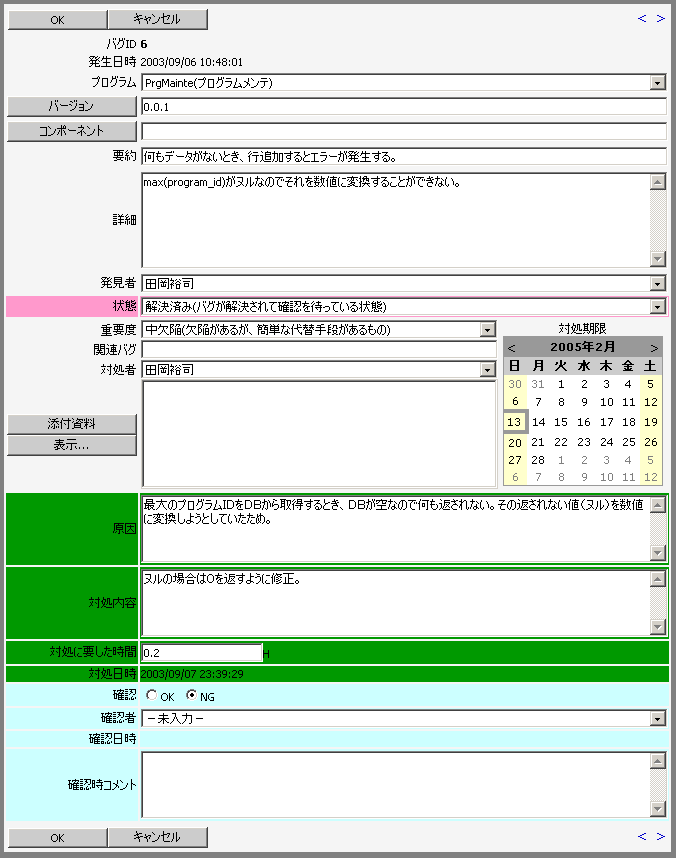 OK キャンセル < >
バグID 6
発生日時 2003/09/06 10:48:01
プログラム PrgMainte(プログラムメンテ)
バージョン 0.0.1
コンポーネント
要約 何もデータがないとき、行追加するとエラーが発生する。
詳細 max(program_id)がヌルなのでそれを数値に変換することができない。
発見者 田岡裕司
状態 解決済み(バグが解決されて確認を待っている状態)
重要度 中欠陥(欠陥があるが、簡単な代替手段があるもの)
関連バグ
対処者 田岡裕司
添付資料
表示...
対処期限
< 2005年2月 >
日 月 火 水 木 金 土
30 31 1 2 3 4 5
6 7 8 9 10 11 12
13 14 15 16 17 18 19
20 21 22 23 24 25 26
27 28 1 2 3 4 5
6 7 8 9 10 11 12
原因 最大のプログラムIDをDBから取得するとき、DBが空なので何も返されない。その返されない値(ヌル)を数値
に変換しようとしていたため。
対処内容 ヌルの場合は0を返すように修正。
対処に要した時間 0.2 H
対処日時 2003/09/07 23:39:29
確認 OK NG
確認者 －未入力－
確認日時
確認時コメント
OK キャンセル < >